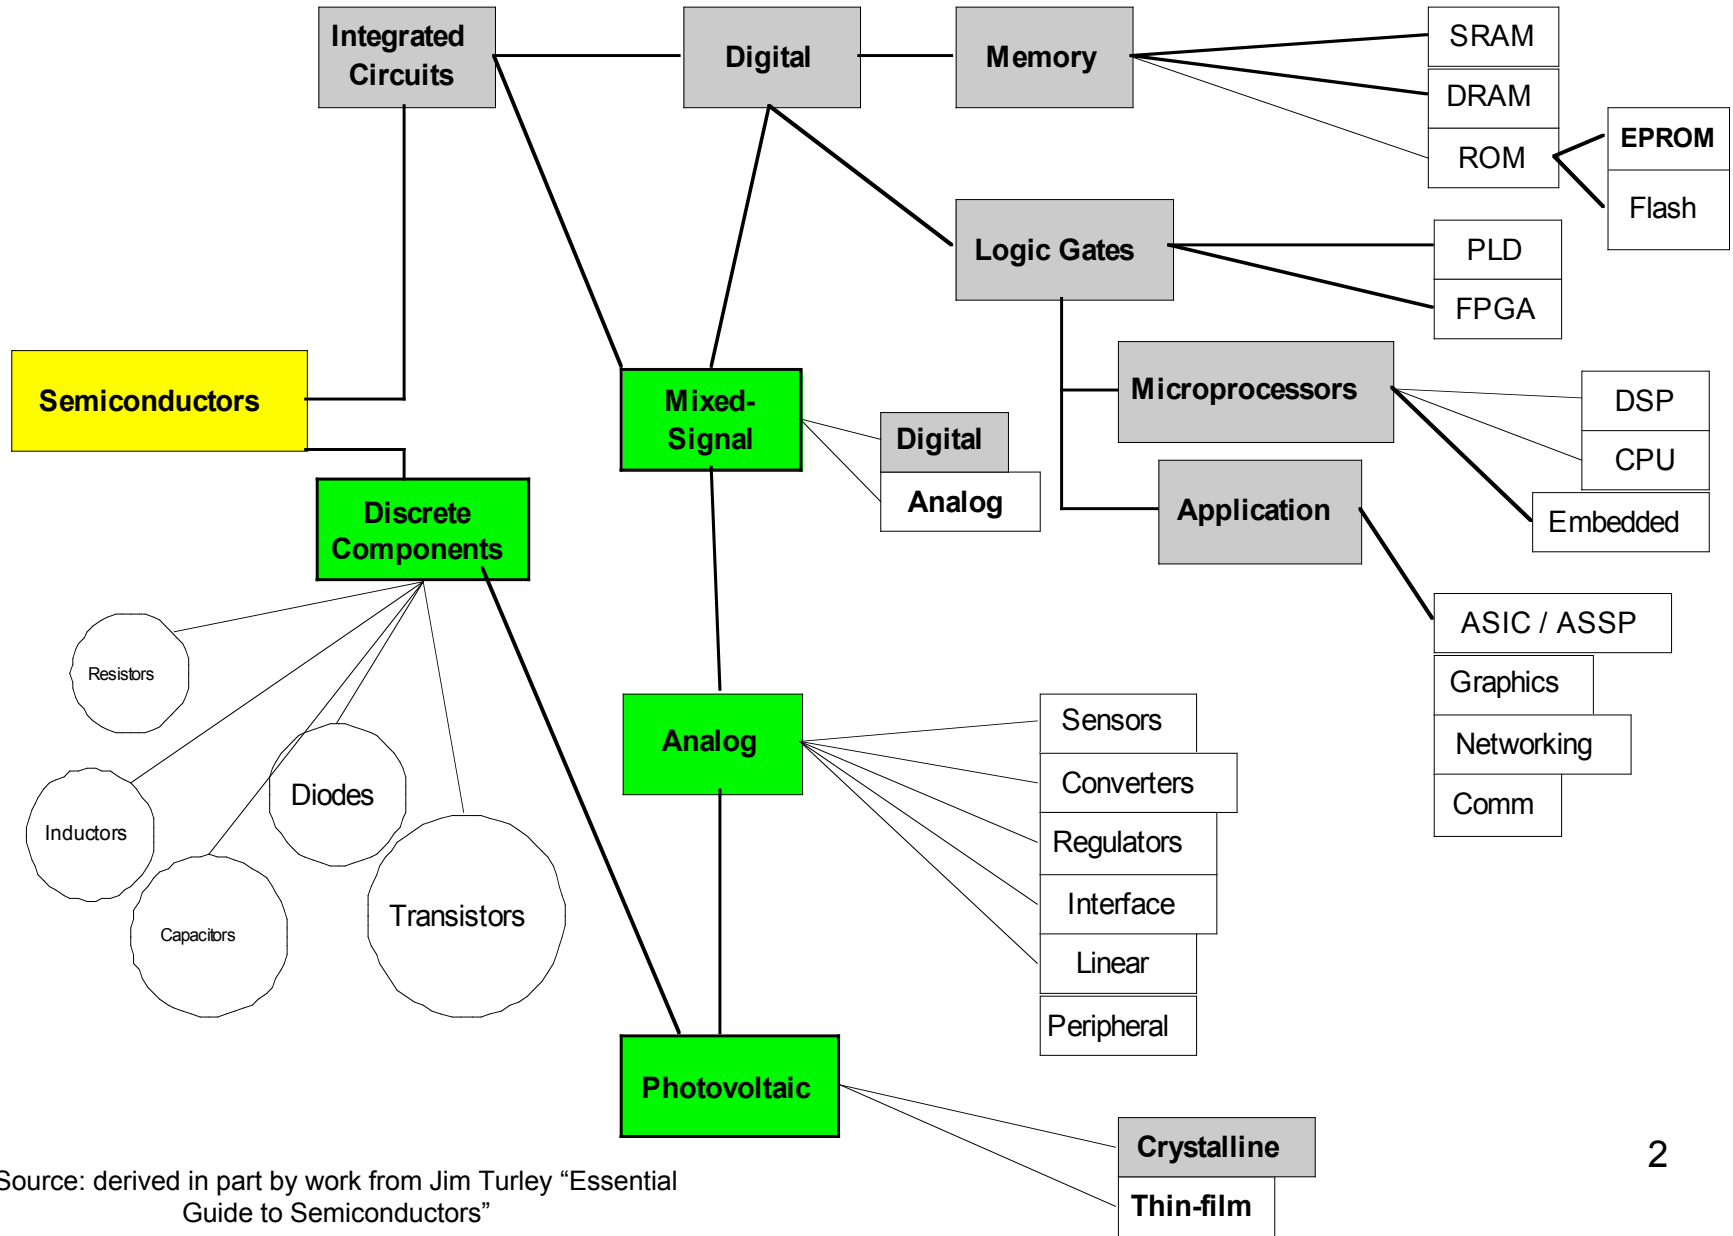 Integrated
Circuits
Digital
Memory
SRAM
DRAM
ROM
EPROM
Flash
Logic Gates
PLD
FPGA
Semiconductors
Mixed-
Signal
Digital
Analog
Microprocessors
DSP
CPU
Embedded
Application
Discrete
Components
ASIC / ASSP
Graphics
Networking
Comm
Resistors
Inductors
Diodes
Capacitors
Transistors
Analog
Sensors
Converters
Regulators
Interface
Linear
Peripheral
Photovoltaic
Crystalline
Thin-film
2
Source: derived in part by work from Jim Turley “Essential
Guide to Semiconductors”